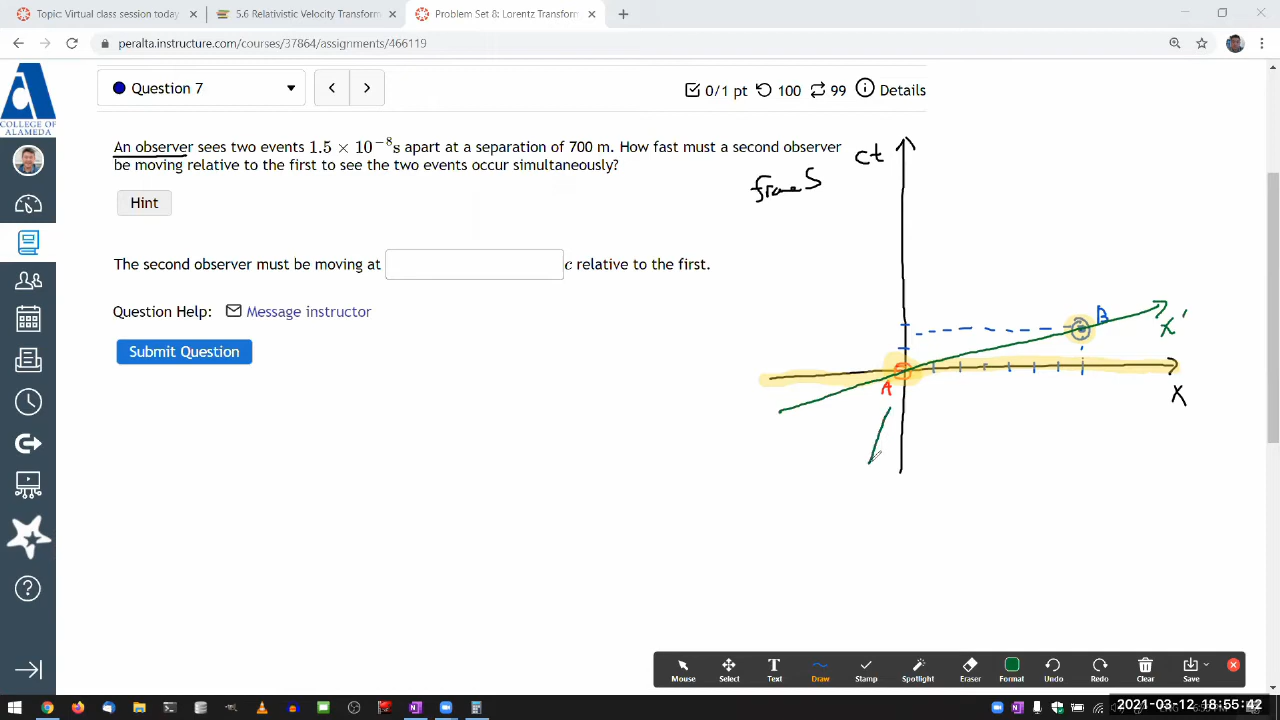 Topic: Virtual class session today
5.6 Relativistic Velocity Transform
Problem Set 8: Lorentz Transform
peralta.instructure.com/courses/37864/assignments/466119
COLLEGE OF
ALAMEDA
Question 7
0/1 pt 100 99 Details
An observer sees two events 1.5 × 10⁻⁸s apart at a separation of 700 m. How fast must a second observer
be moving relative to the first to see the two events occur simultaneously?
Hint
The second observer must be moving at c relative to the first.
Question Help: Message instructor
Submit Question
ct
frame S
B
x'
A
x
Mouse Select Text Draw Stamp Spotlight Eraser Format Undo Redo Clear Save
2021-03-12 18:55:42